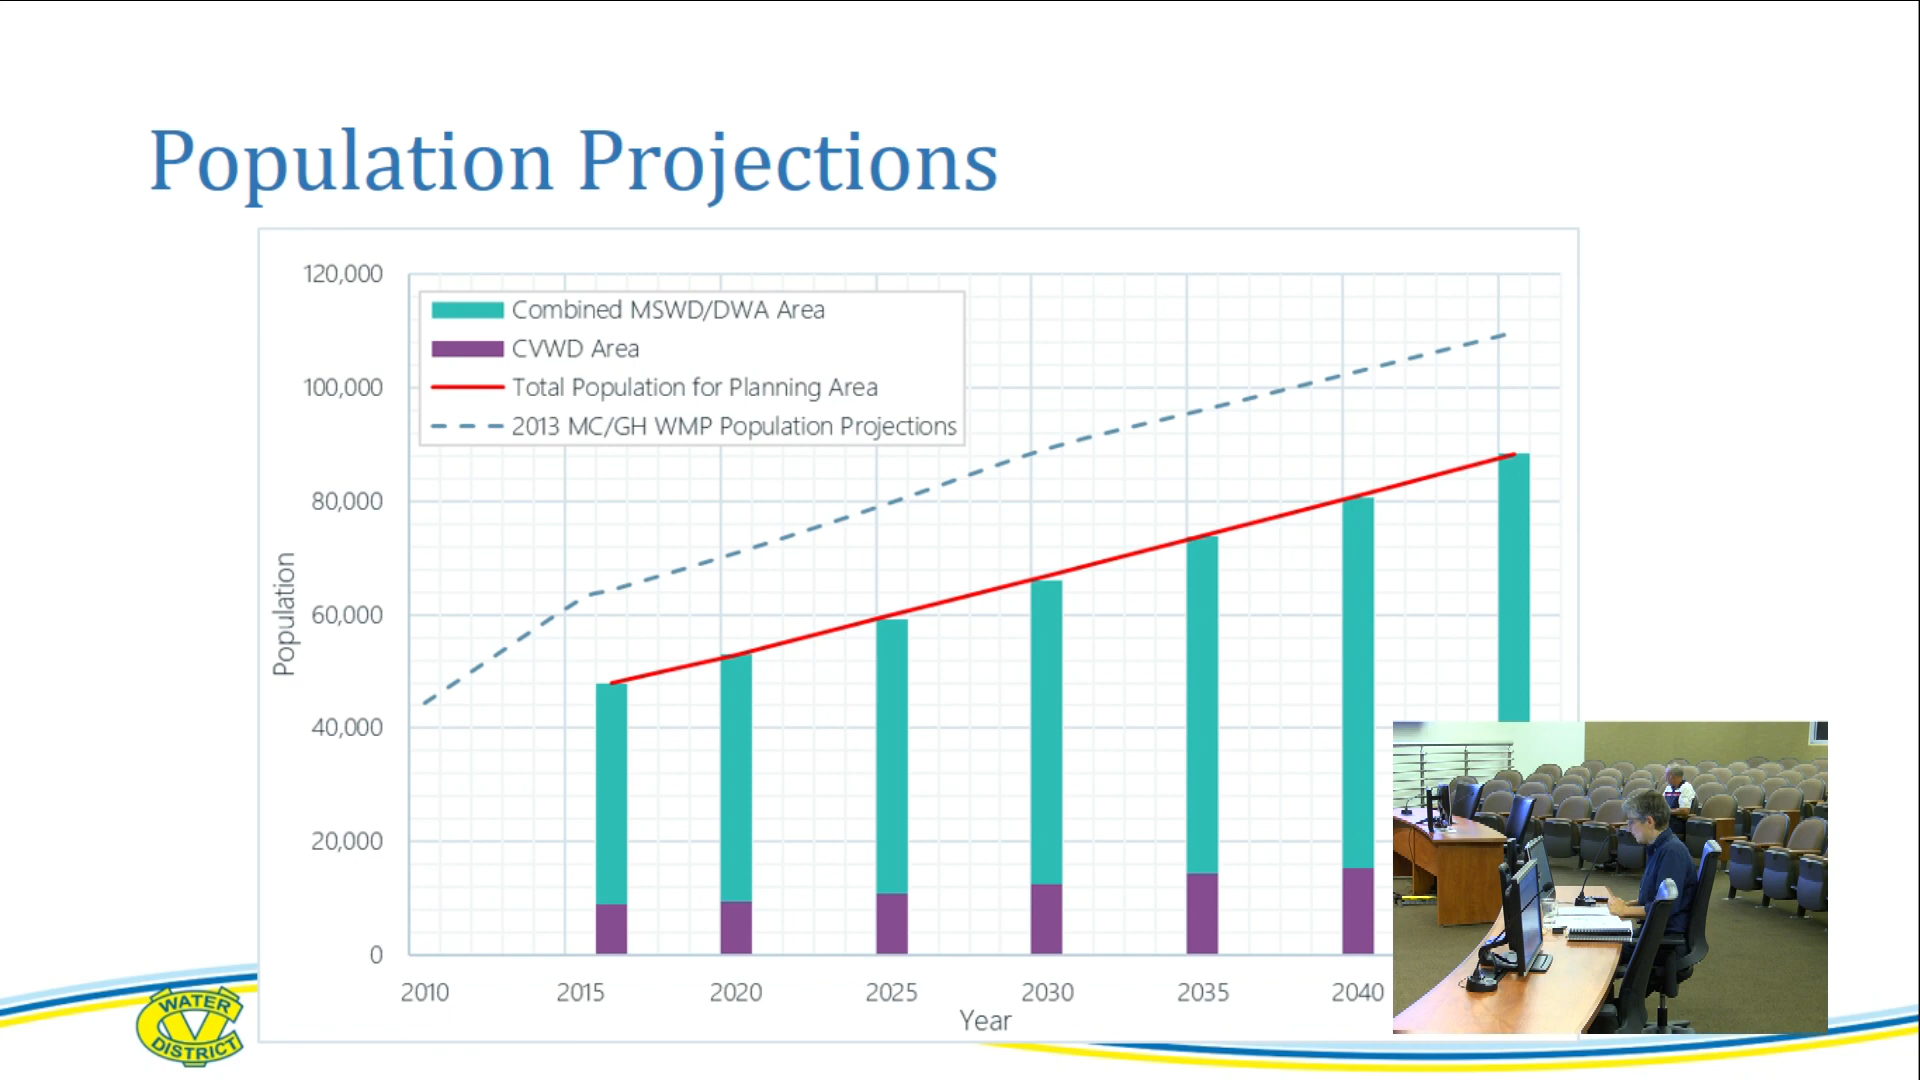 Population Projections
120,000
100,000
80,000
60,000
40,000
20,000
0
Population
Combined MSWD/DWA Area
CVWD Area
Total Population for Planning Area
2013 MC/GH WMP Population Projections
2010 2015 2020 2025 2030 2035 2040
Year
WATER
CV
DISTRICT